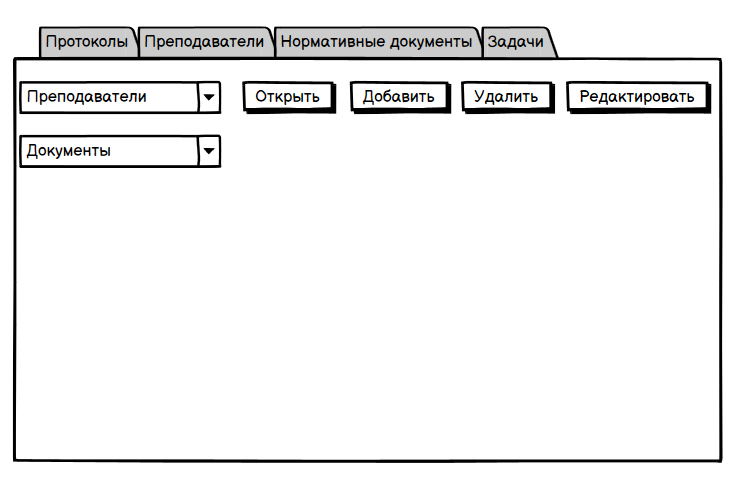 Протоколы Преподаватели Нормативные документы Задачи
Преподаватели Открыть Добавить Удалить Редактировать
Документы